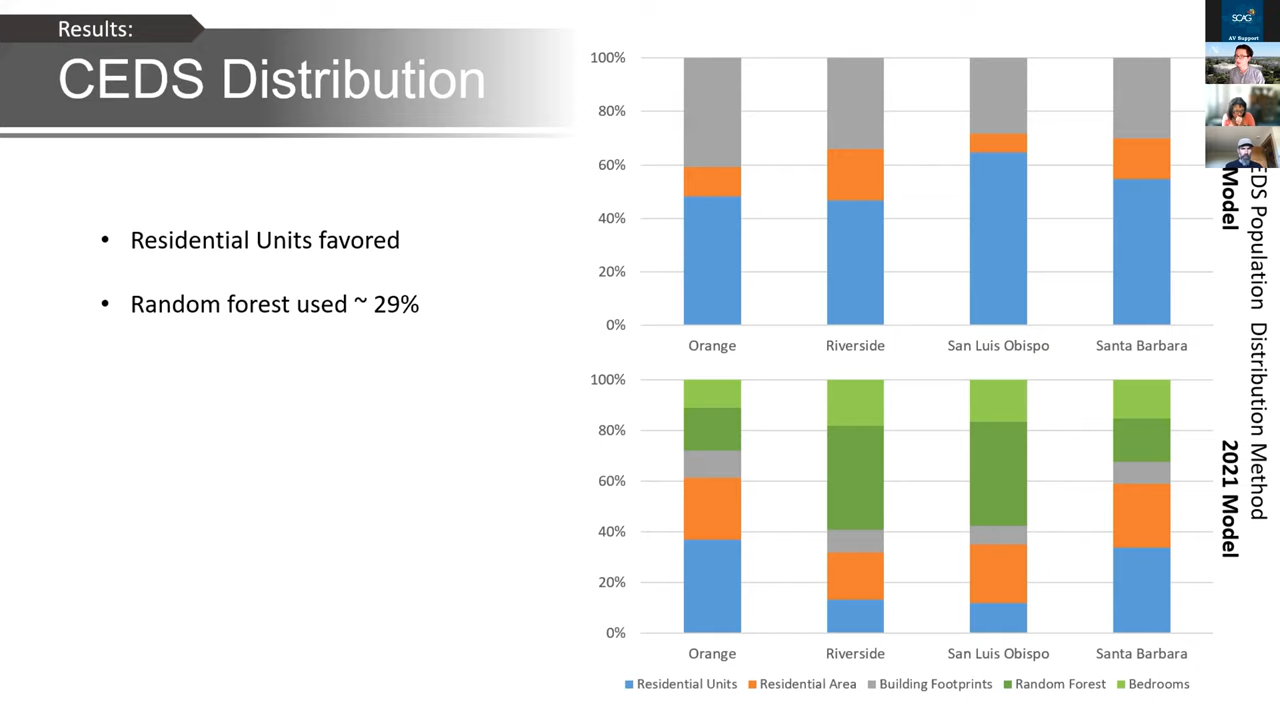 Results:
CEDS Distribution
• Residential Units favored
• Random forest used ~ 29%
100%
80%
60%
40%
20%
0%
Orange Riverside San Luis Obispo Santa Barbara
100%
80%
60%
40%
20%
0%
Orange Riverside San Luis Obispo Santa Barbara
Residential Units Residential Area Building Footprints Random Forest Bedrooms
EDS Population Distribution Method
Model
2021 Model
SCAG
AV Support